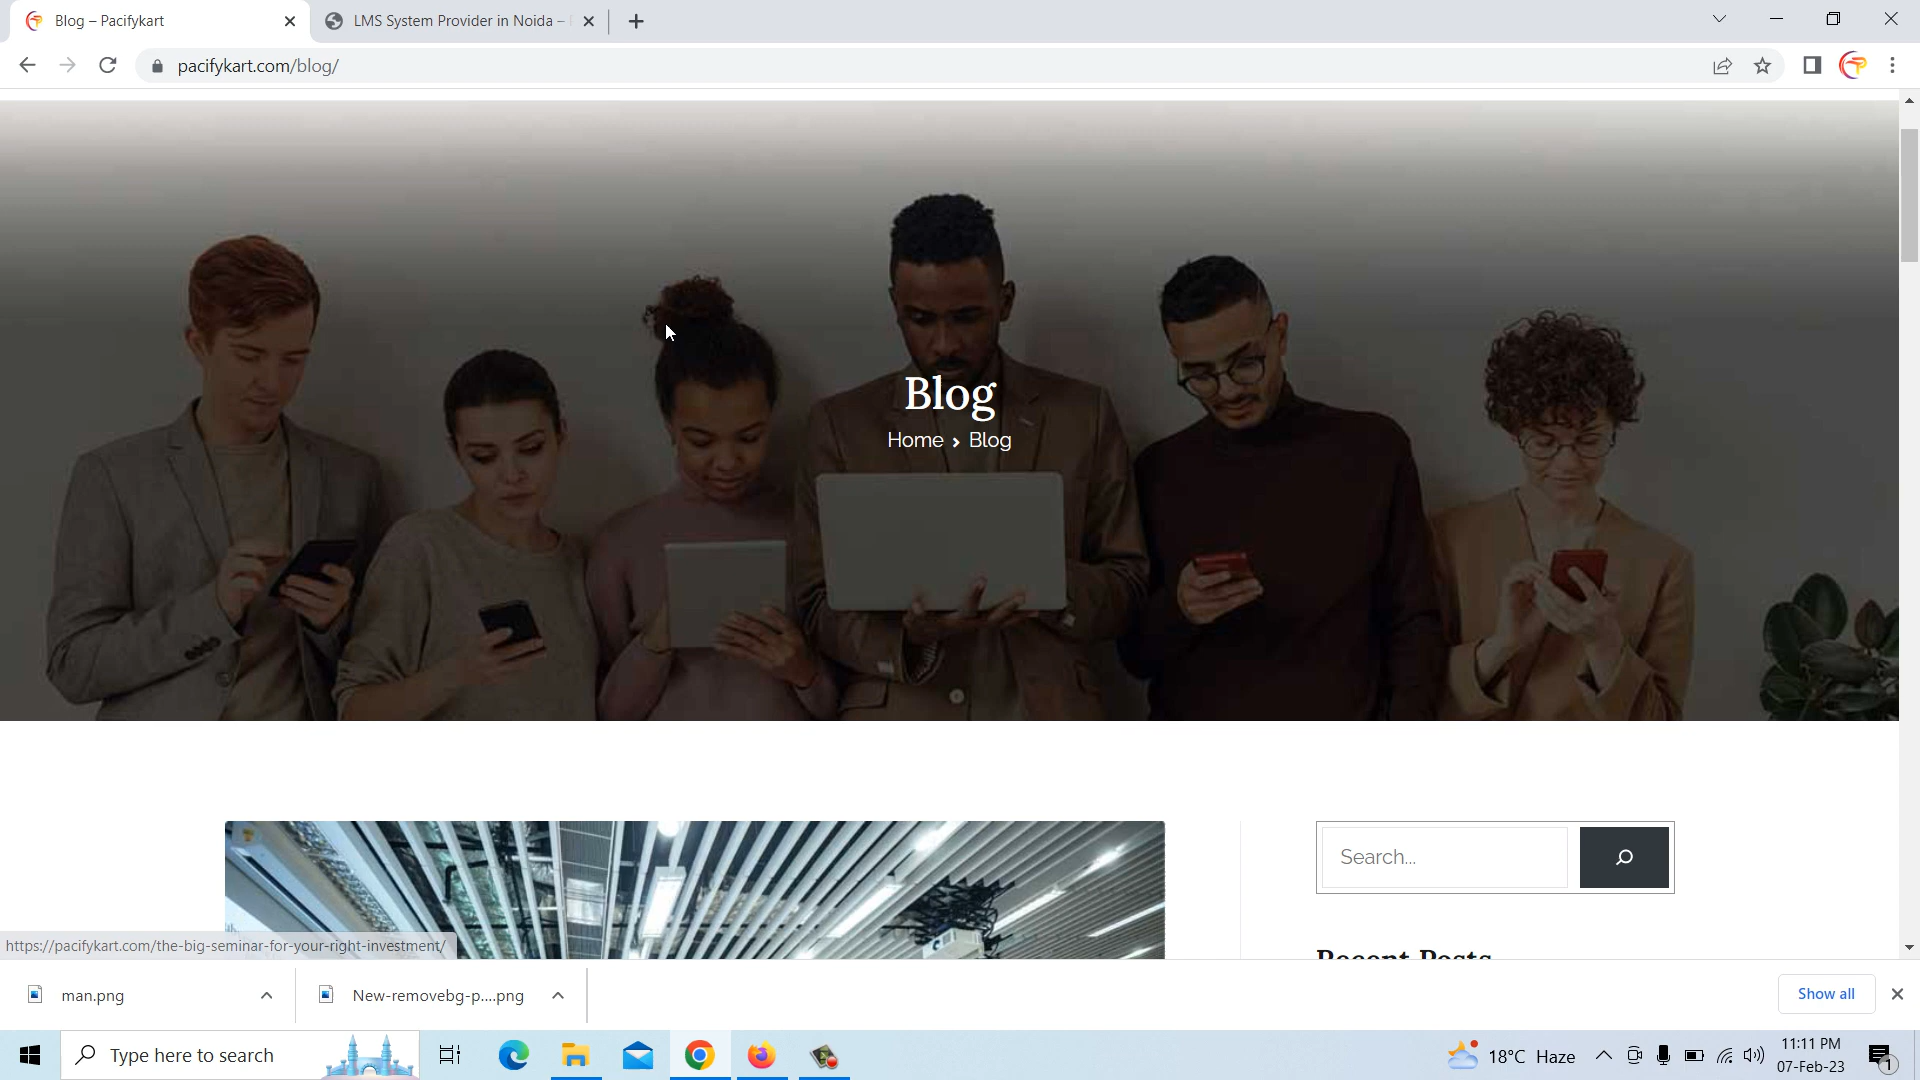 Blog – Pacifykart
LMS System Provider in Noida –
pacifykart.com/blog/
Blog
Home › Blog
Search...
Recent Posts
https://pacifykart.com/the-big-seminar-for-your-right-investment/
man.png
New-removebg-p....png
Show all
Type here to search
18°C Haze
11:11 PM
07-Feb-23
1